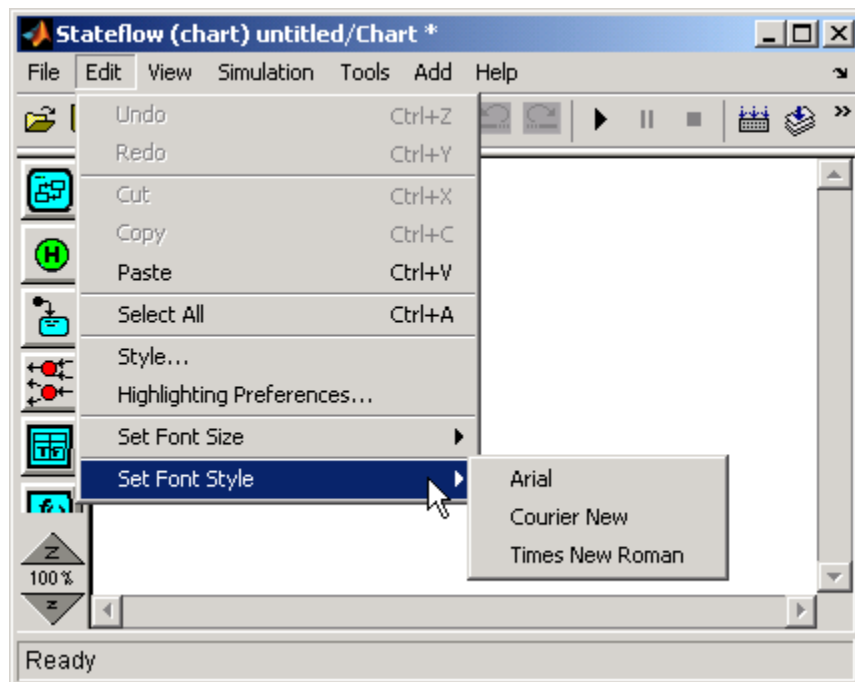 Stateflow (chart) untitled/Chart *
File Edit View Simulation Tools Add Help
Undo Ctrl+Z
Redo Ctrl+Y
Cut Ctrl+X
Copy Ctrl+C
Paste Ctrl+V
Select All Ctrl+A
Style...
Highlighting Preferences...
Set Font Size
Set Font Style
Arial
Courier New
Times New Roman
H
Z
100%
z
Ready